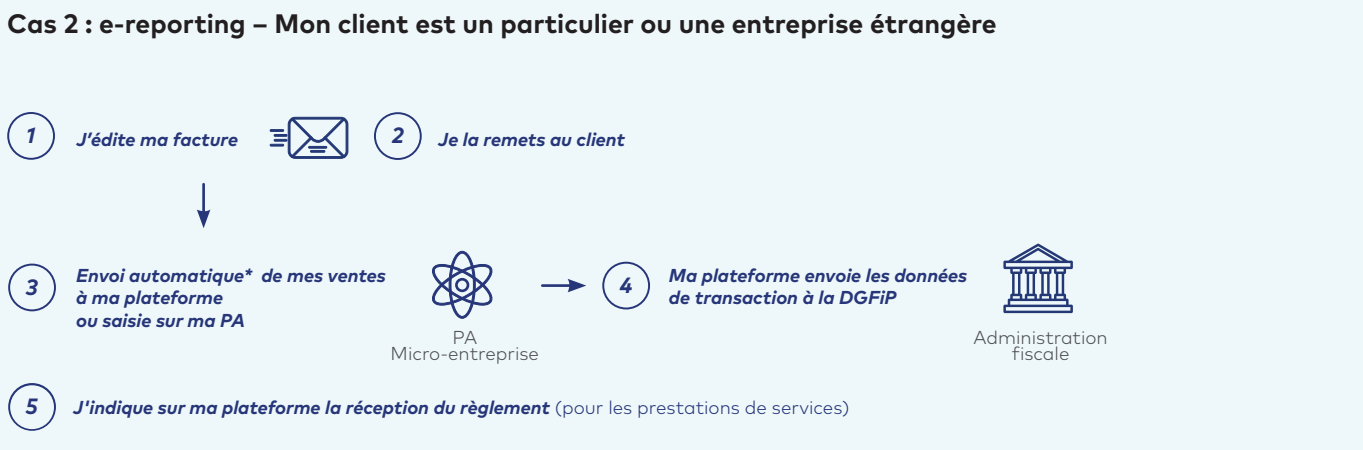 Cas 2 : e-reporting – Mon client est un particulier ou une entreprise étrangère
1 J'édite ma facture
2 Je la remets au client
3 Envoi automatique* de mes ventes
à ma plateforme
ou saisie sur ma PA
PA
Micro-entreprise
4 Ma plateforme envoie les données
de transaction à la DGFiP
Administration
fiscale
5 J'indique sur ma plateforme la réception du règlement (pour les prestations de services)